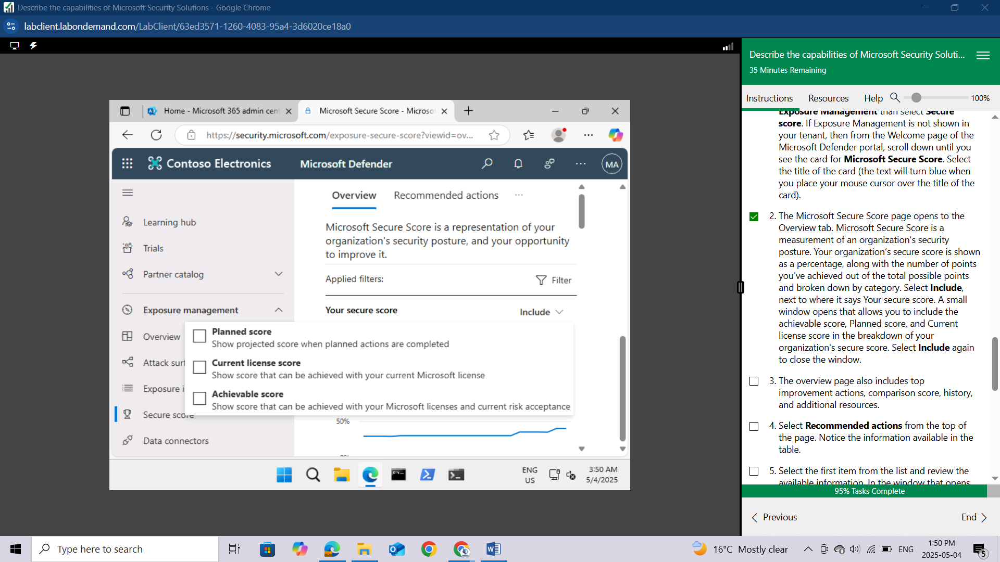 Describe the capabilities of Microsoft Security Solutions - Google Chrome
labclient.labondemand.com/LabClient/63ed3571-1260-4083-95a4-3d6020ce18a0
Home - Microsoft 365 admin cent
Microsoft Secure Score - Microso
https://security.microsoft.com/exposure-secure-score?viewid=ov...
Contoso Electronics
Microsoft Defender
MA
Learning hub
Trials
Partner catalog
Exposure management
Overview
Attack surf
Exposure i
Secure score
Data connectors
Overview
Recommended actions
Microsoft Secure Score is a representation of your
organization's security posture, and your opportunity
to improve it.
Applied filters:
Filter
Your secure score
Include
Planned score
Show projected score when planned actions are completed
Current license score
Show score that can be achieved with your current Microsoft license
Achievable score
Show score that can be achieved with your Microsoft licenses and current risk acceptance
50%
ENG
US
3:50 AM
5/4/2025
Describe the capabilities of Microsoft Security Soluti...
35 Minutes Remaining
Instructions
Resources
Help
100%
Exposure Management than select Secure
score. If Exposure Management is not shown in
your tenant, then from the Welcome page of the
Microsoft Defender portal, scroll down until you
see the card for Microsoft Secure Score. Select
the title of the card (the text will turn blue when
you place your mouse cursor over the title of the
card).
2. The Microsoft Secure Score page opens to the
Overview tab. Microsoft Secure Score is a
measurement of an organization's security
posture. Your organization’s secure score is shown
as a percentage, along with the number of points
you've achieved out of the total possible points
and broken down by category. Select Include,
next to where it says Your secure score. A small
window opens that allows you to include the
achievable score, Planned score, and Current
license score in the breakdown of your
organization's secure score. Select Include again
to close the window.
3. The overview page also includes top
improvement actions, comparison score, history,
and additional resources.
4. Select Recommended actions from the top of
the page. Notice the information available in the
table.
5. Select the first item from the list and review the
available information. In the window that opens
95% Tasks Complete
Previous
End
Type here to search
16°C Mostly clear
ENG
1:50 PM
2025-05-04
5